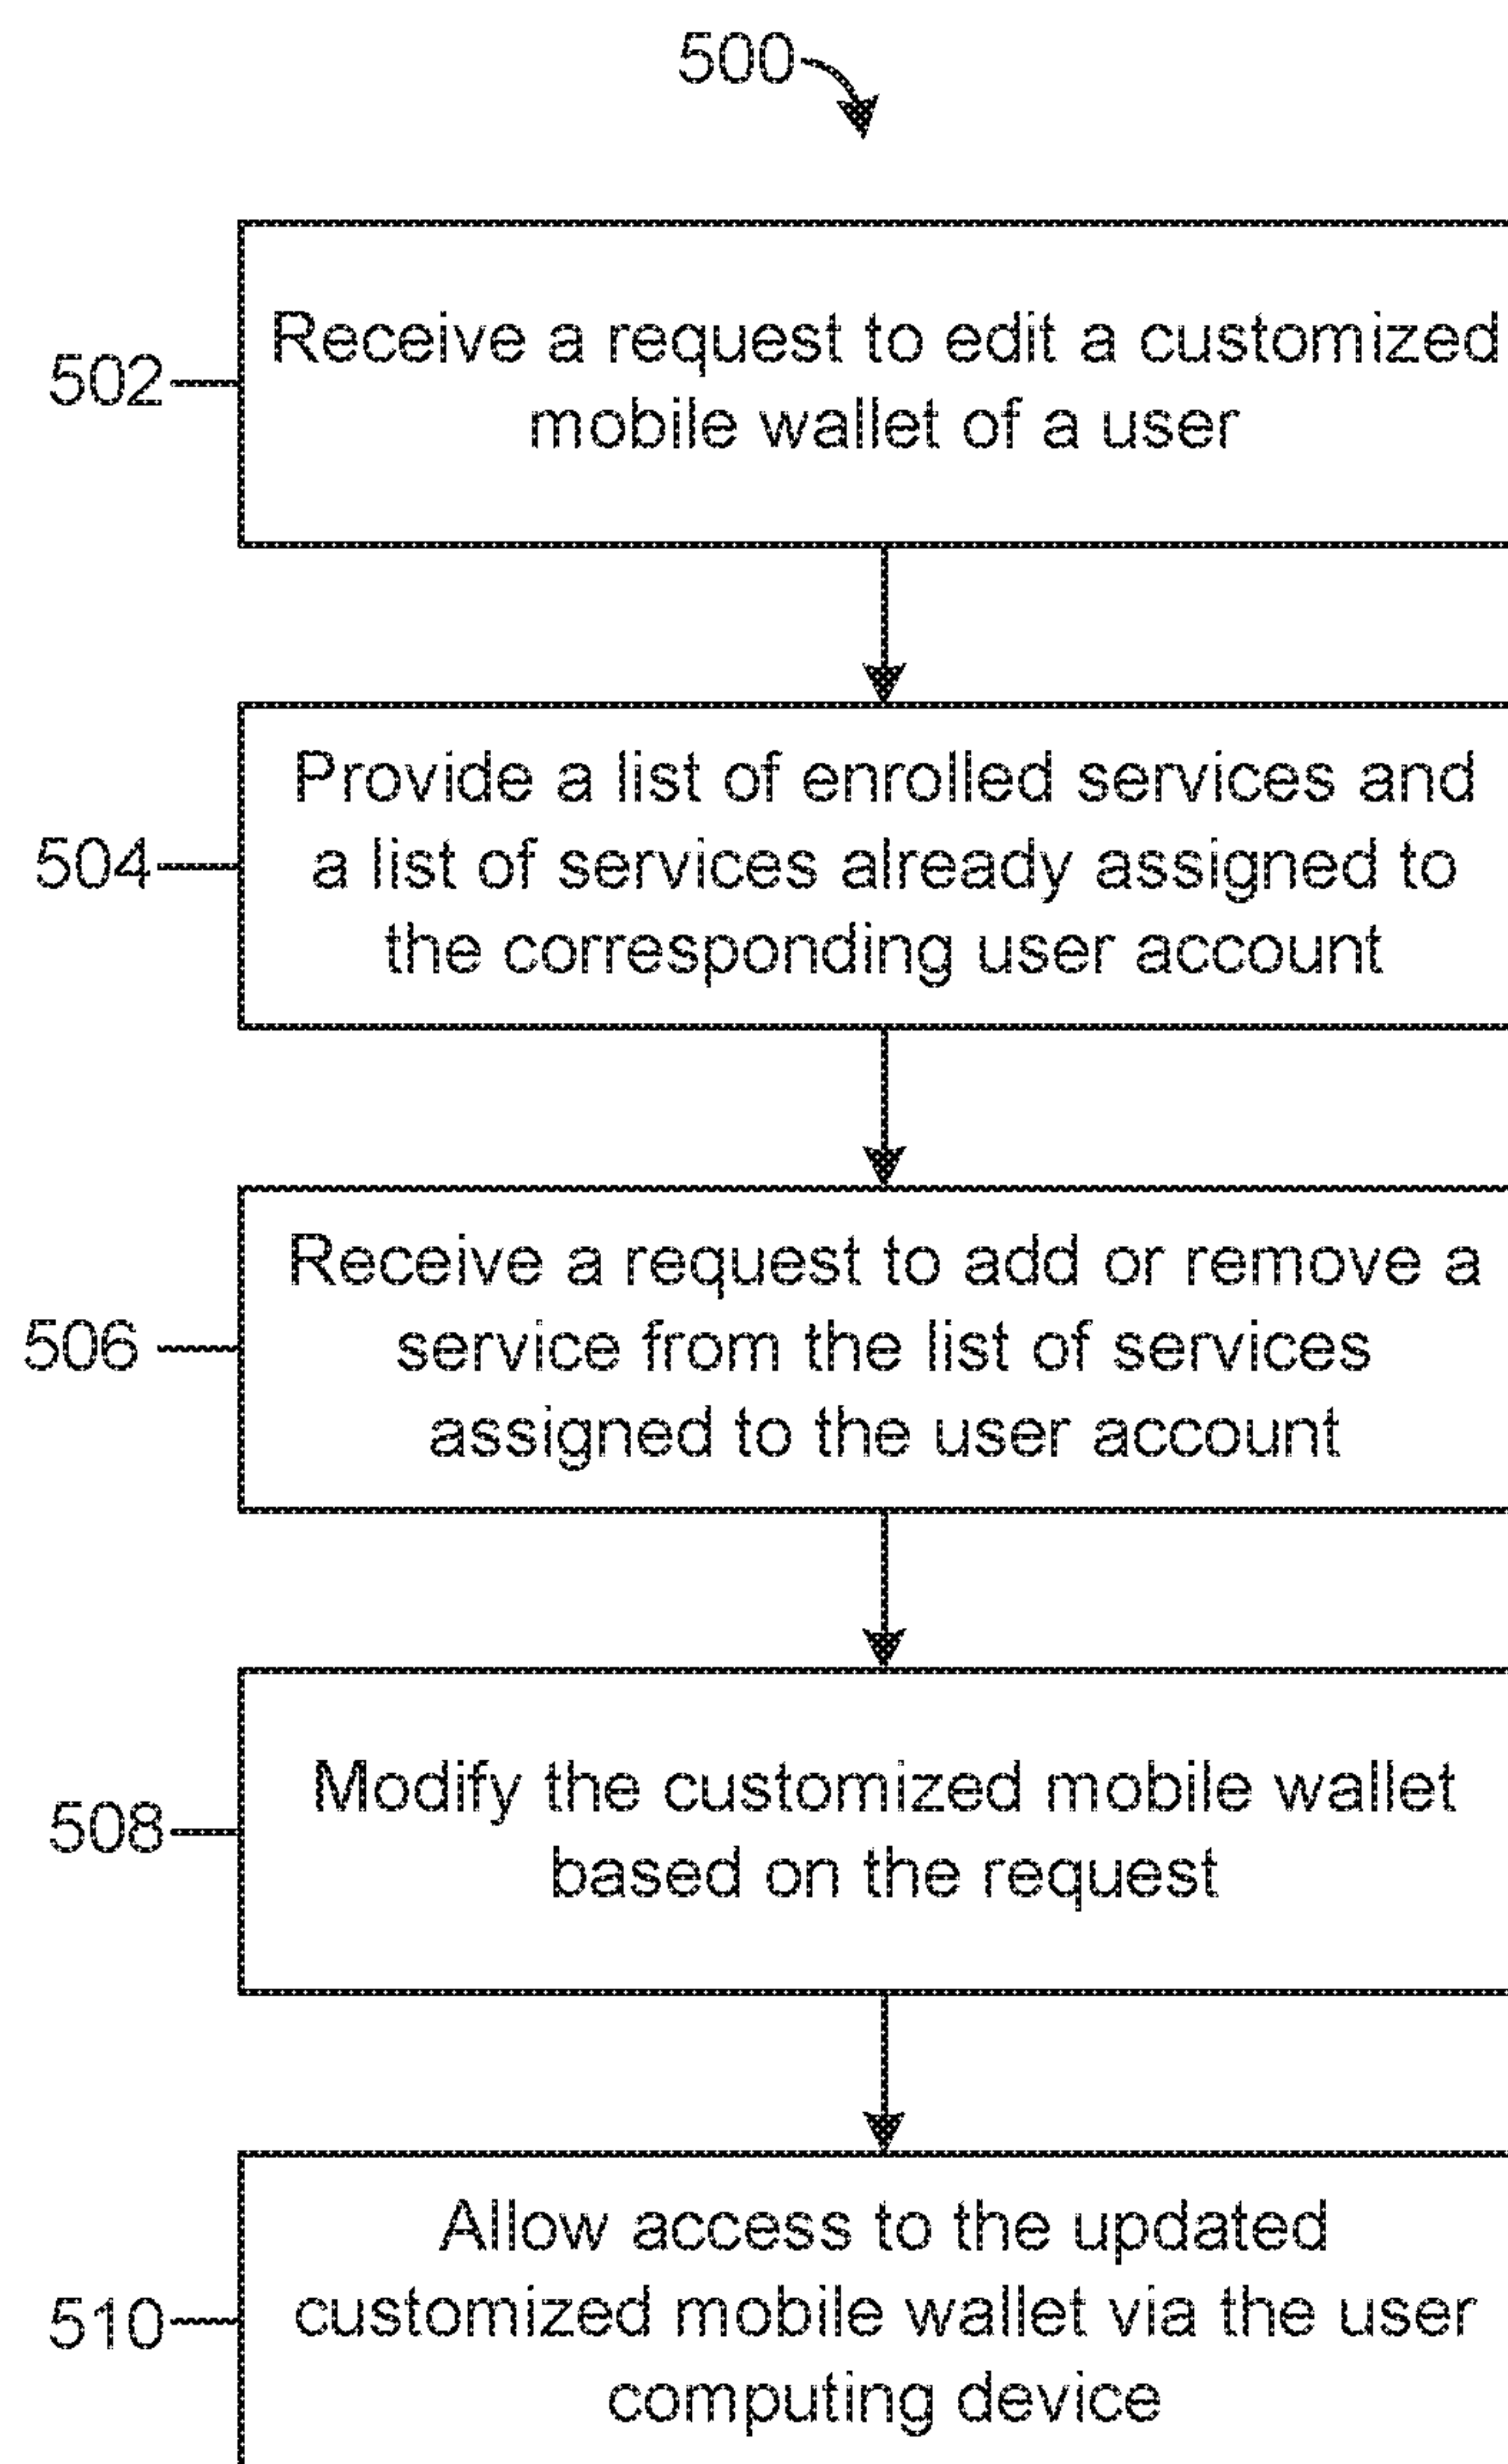 500
502
Receive a request to edit a customized
mobile wallet of a user
504
Provide a list of enrolled services and
a list of services already assigned to
the corresponding user account
506
Receive a request to add or remove a
service from the list of services
assigned to the user account
508
Modify the customized mobile wallet
based on the request
510
Allow access to the updated
customized mobile wallet via the user
computing device